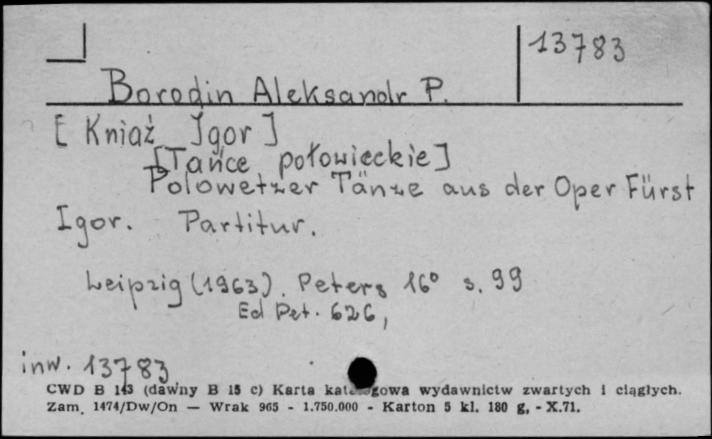 13783
Borodin Aleksandr P.
[Kniaź Igor]
[Tańce połowieckie]
Polowetzer Tänze aus der Oper Fürst
Igor. Partitur.
Leipzig (1963). Peters 16° s. 99
Ed Pet. 626,
inw. 13783
CWD B 143 (dawny B 15 c) Karta wydawnictw zwartych i ciągłych.
Zam. 1474/Dw/On — Wrak 965 - 1.750.000 - Karton 5 kl. 180 g, - X.71.